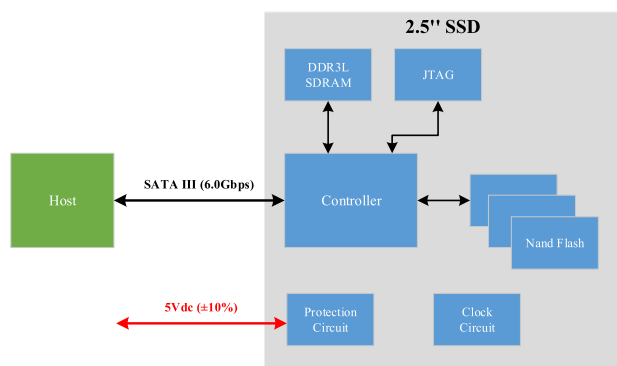 2.5'' SSD
DDR3L
SDRAM
JTAG
SATA III (6.0Gbps)
Host
Controller
Nand Flash
5Vdc (±10%)
Protection
Circuit
Clock
Circuit